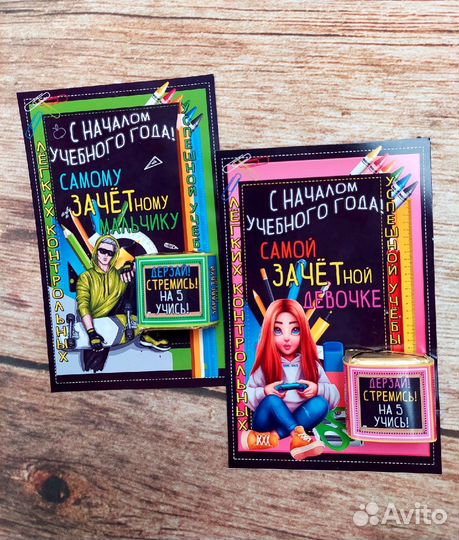 С НАЧАЛОМ
УЧЕБНОГО ГОДА!
САМОМУ
ЗАЧЁТНОМУ
МАЛЬЧИКУ
ЛЁГКИХ КОНТРОЛЬНЫХ
УСПЕШНОЙ УЧЁБЫ
ДЕРЗАЙ!
СТРЕМИСЬ!
НА 5
УЧИСЬ!
С НАЧАЛОМ
УЧЕБНОГО ГОДА!
САМОЙ
ЗАЧЁТНОЙ
ДЕВОЧКЕ
ЛЁГКИХ КОНТРОЛЬНЫХ
УСПЕШНОЙ УЧЁБЫ
ДЕРЗАЙ!
СТРЕМИСЬ!
НА 5
УЧИСЬ!
Avito